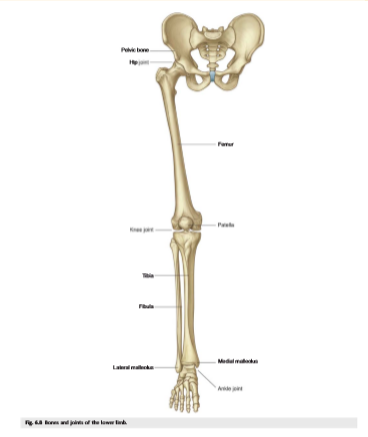 Pelvic bone
Hip joint
Femur
Patella
Knee joint
Tibia
Fibula
Medial malleolus
Lateral malleolus
Ankle joint
Fig. 6.8 Bones and joints of the lower limb.